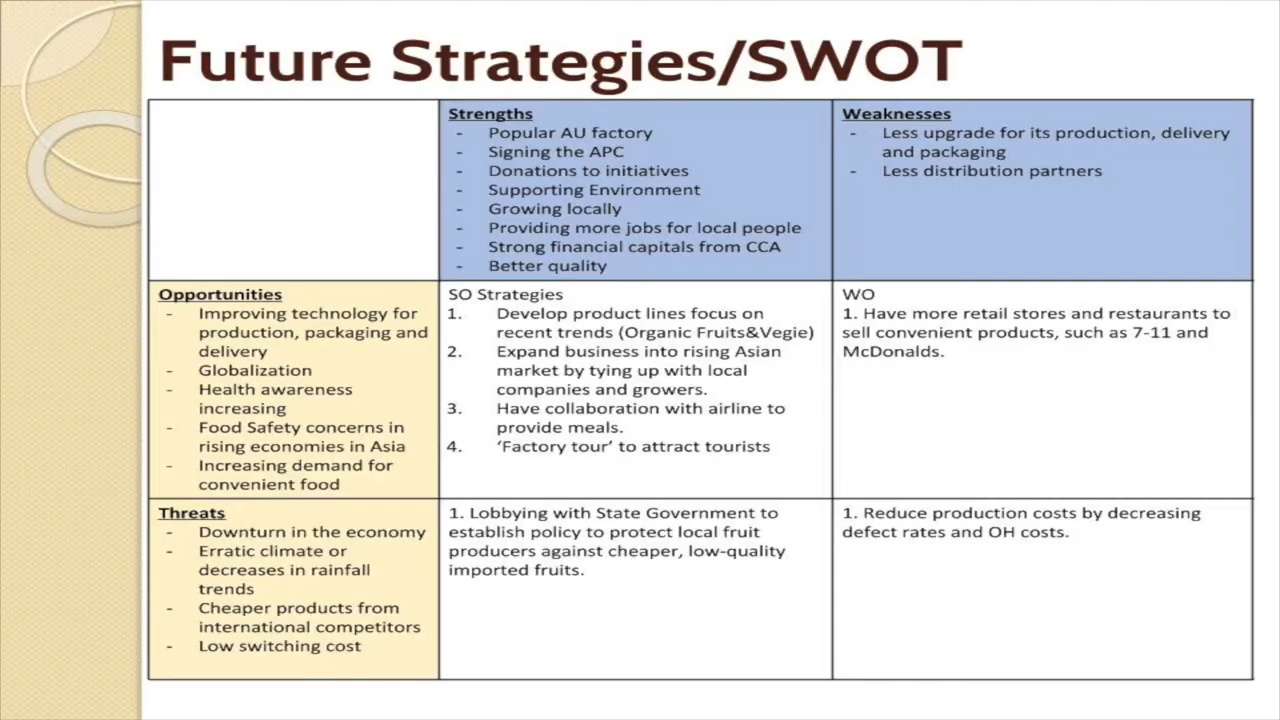 Future Strategies/SWOT
Strengths
- Popular AU factory
- Signing the APC
- Donations to initiatives
- Supporting Environment
- Growing locally
- Providing more jobs for local people
- Strong financial capitals from CCA
- Better quality
Weaknesses
- Less upgrade for its production, delivery
and packaging
- Less distribution partners
Opportunities
- Improving technology for
production, packaging and
delivery
- Globalization
- Health awareness
increasing
- Food Safety concerns in
rising economies in Asia
- Increasing demand for
convenient food
SO Strategies
1. Develop product lines focus on
recent trends (Organic Fruits&Vegie)
2. Expand business into rising Asian
market by tying up with local
companies and growers.
3. Have collaboration with airline to
provide meals.
4. ‘Factory tour’ to attract tourists
WO
1. Have more retail stores and restaurants to
sell convenient products, such as 7-11 and
McDonalds.
Threats
- Downturn in the economy
- Erratic climate or
decreases in rainfall
trends
- Cheaper products from
international competitors
- Low switching cost
1. Lobbying with State Government to
establish policy to protect local fruit
producers against cheaper, low-quality
imported fruits.
1. Reduce production costs by decreasing
defect rates and OH costs.